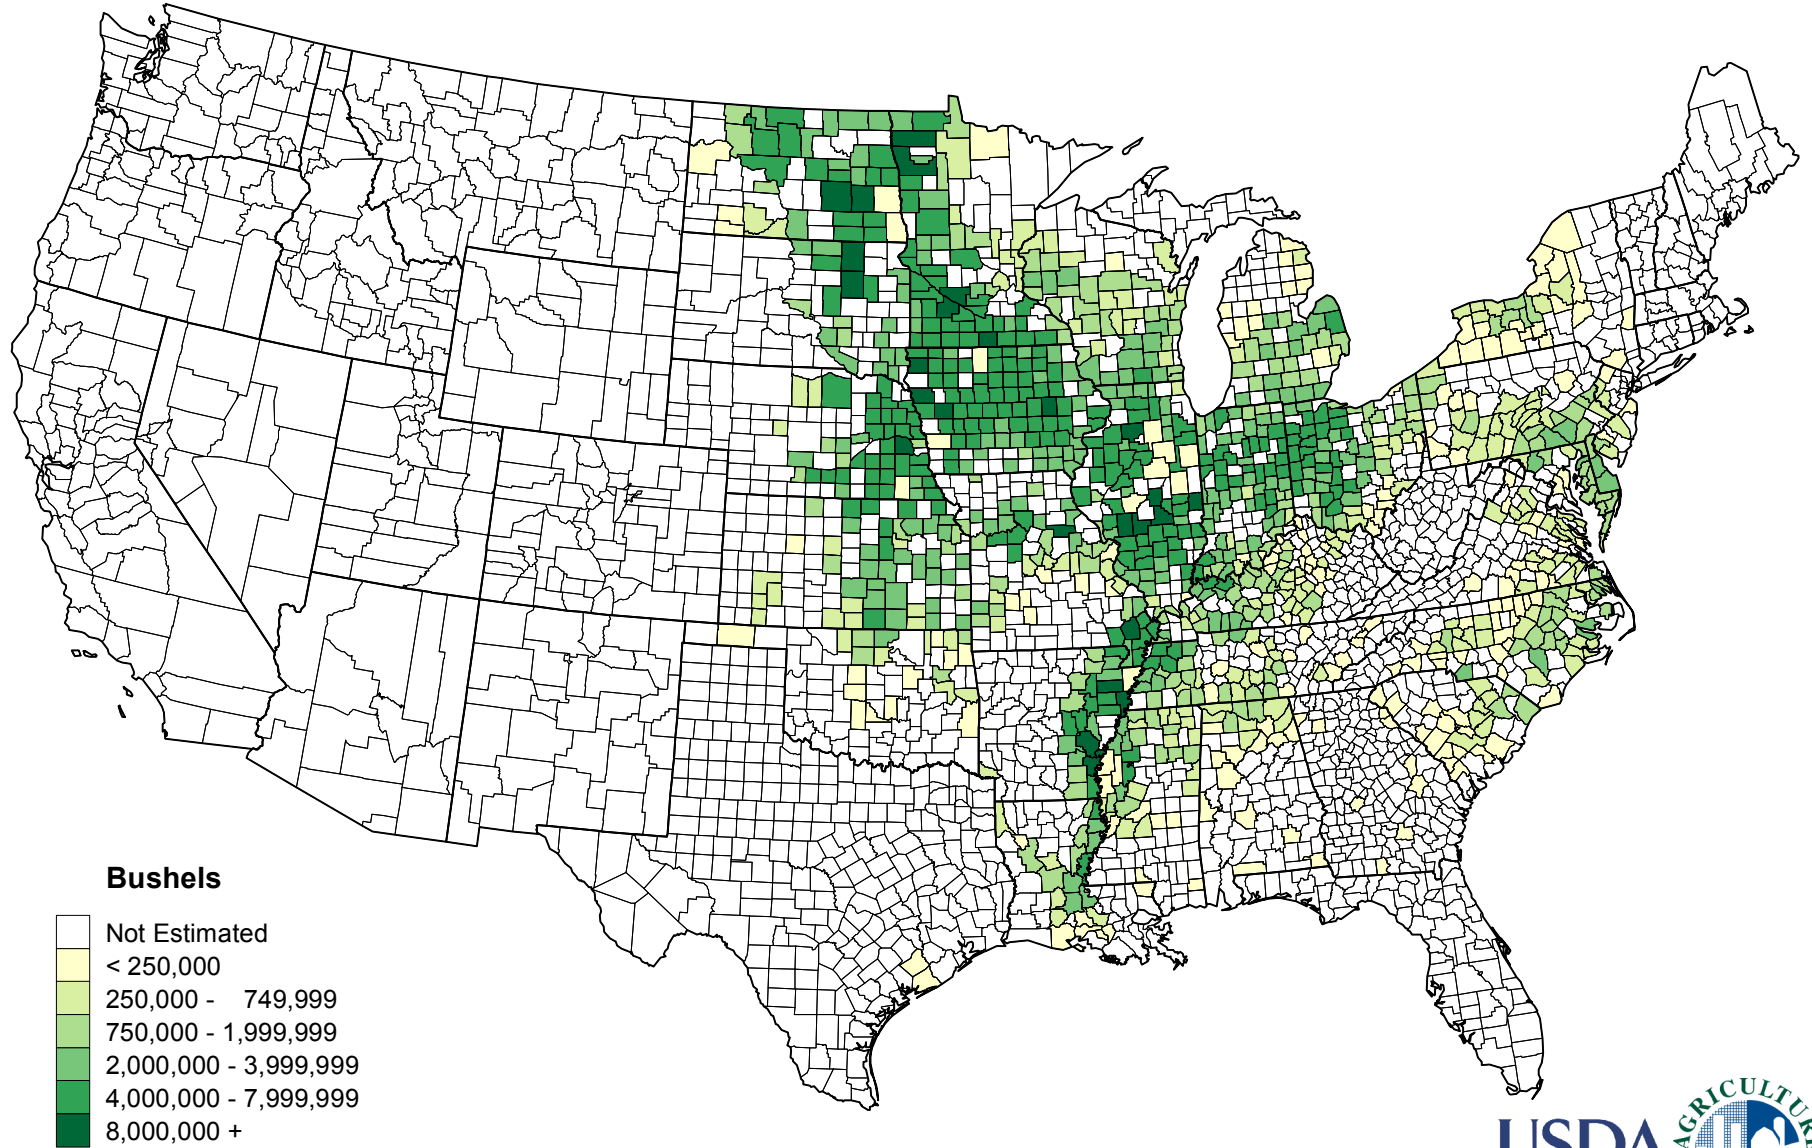 Bushels
Not Estimated
< 250,000
250,000 - 749,999
750,000 - 1,999,999
2,000,000 - 3,999,999
4,000,000 - 7,999,999
8,000,000 +
USDA
AGRICULTUR